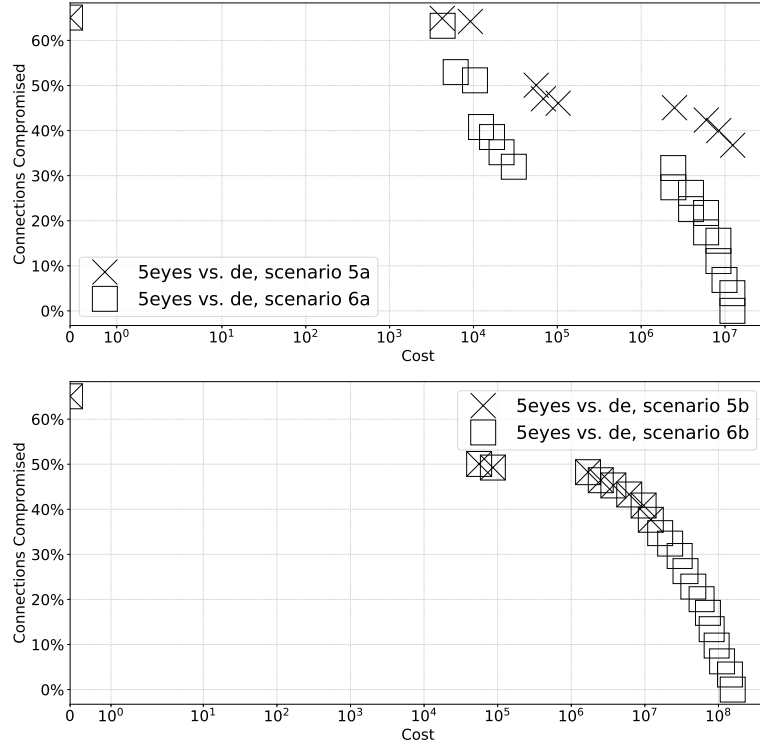 60%
50%
40%
30%
20%
10%
0%
Connections Compromised
5eyes vs. de, scenario 5a
5eyes vs. de, scenario 6a
0 10^0 10^1 10^2 10^3 10^4 10^5 10^6 10^7
Cost
60%
50%
40%
30%
20%
10%
0%
Connections Compromised
5eyes vs. de, scenario 5b
5eyes vs. de, scenario 6b
0 10^0 10^1 10^2 10^3 10^4 10^5 10^6 10^7 10^8
Cost